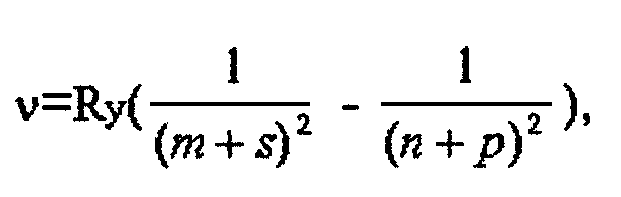 ν=Ry( 1/(m + s)² - 1/(n + p)² ),